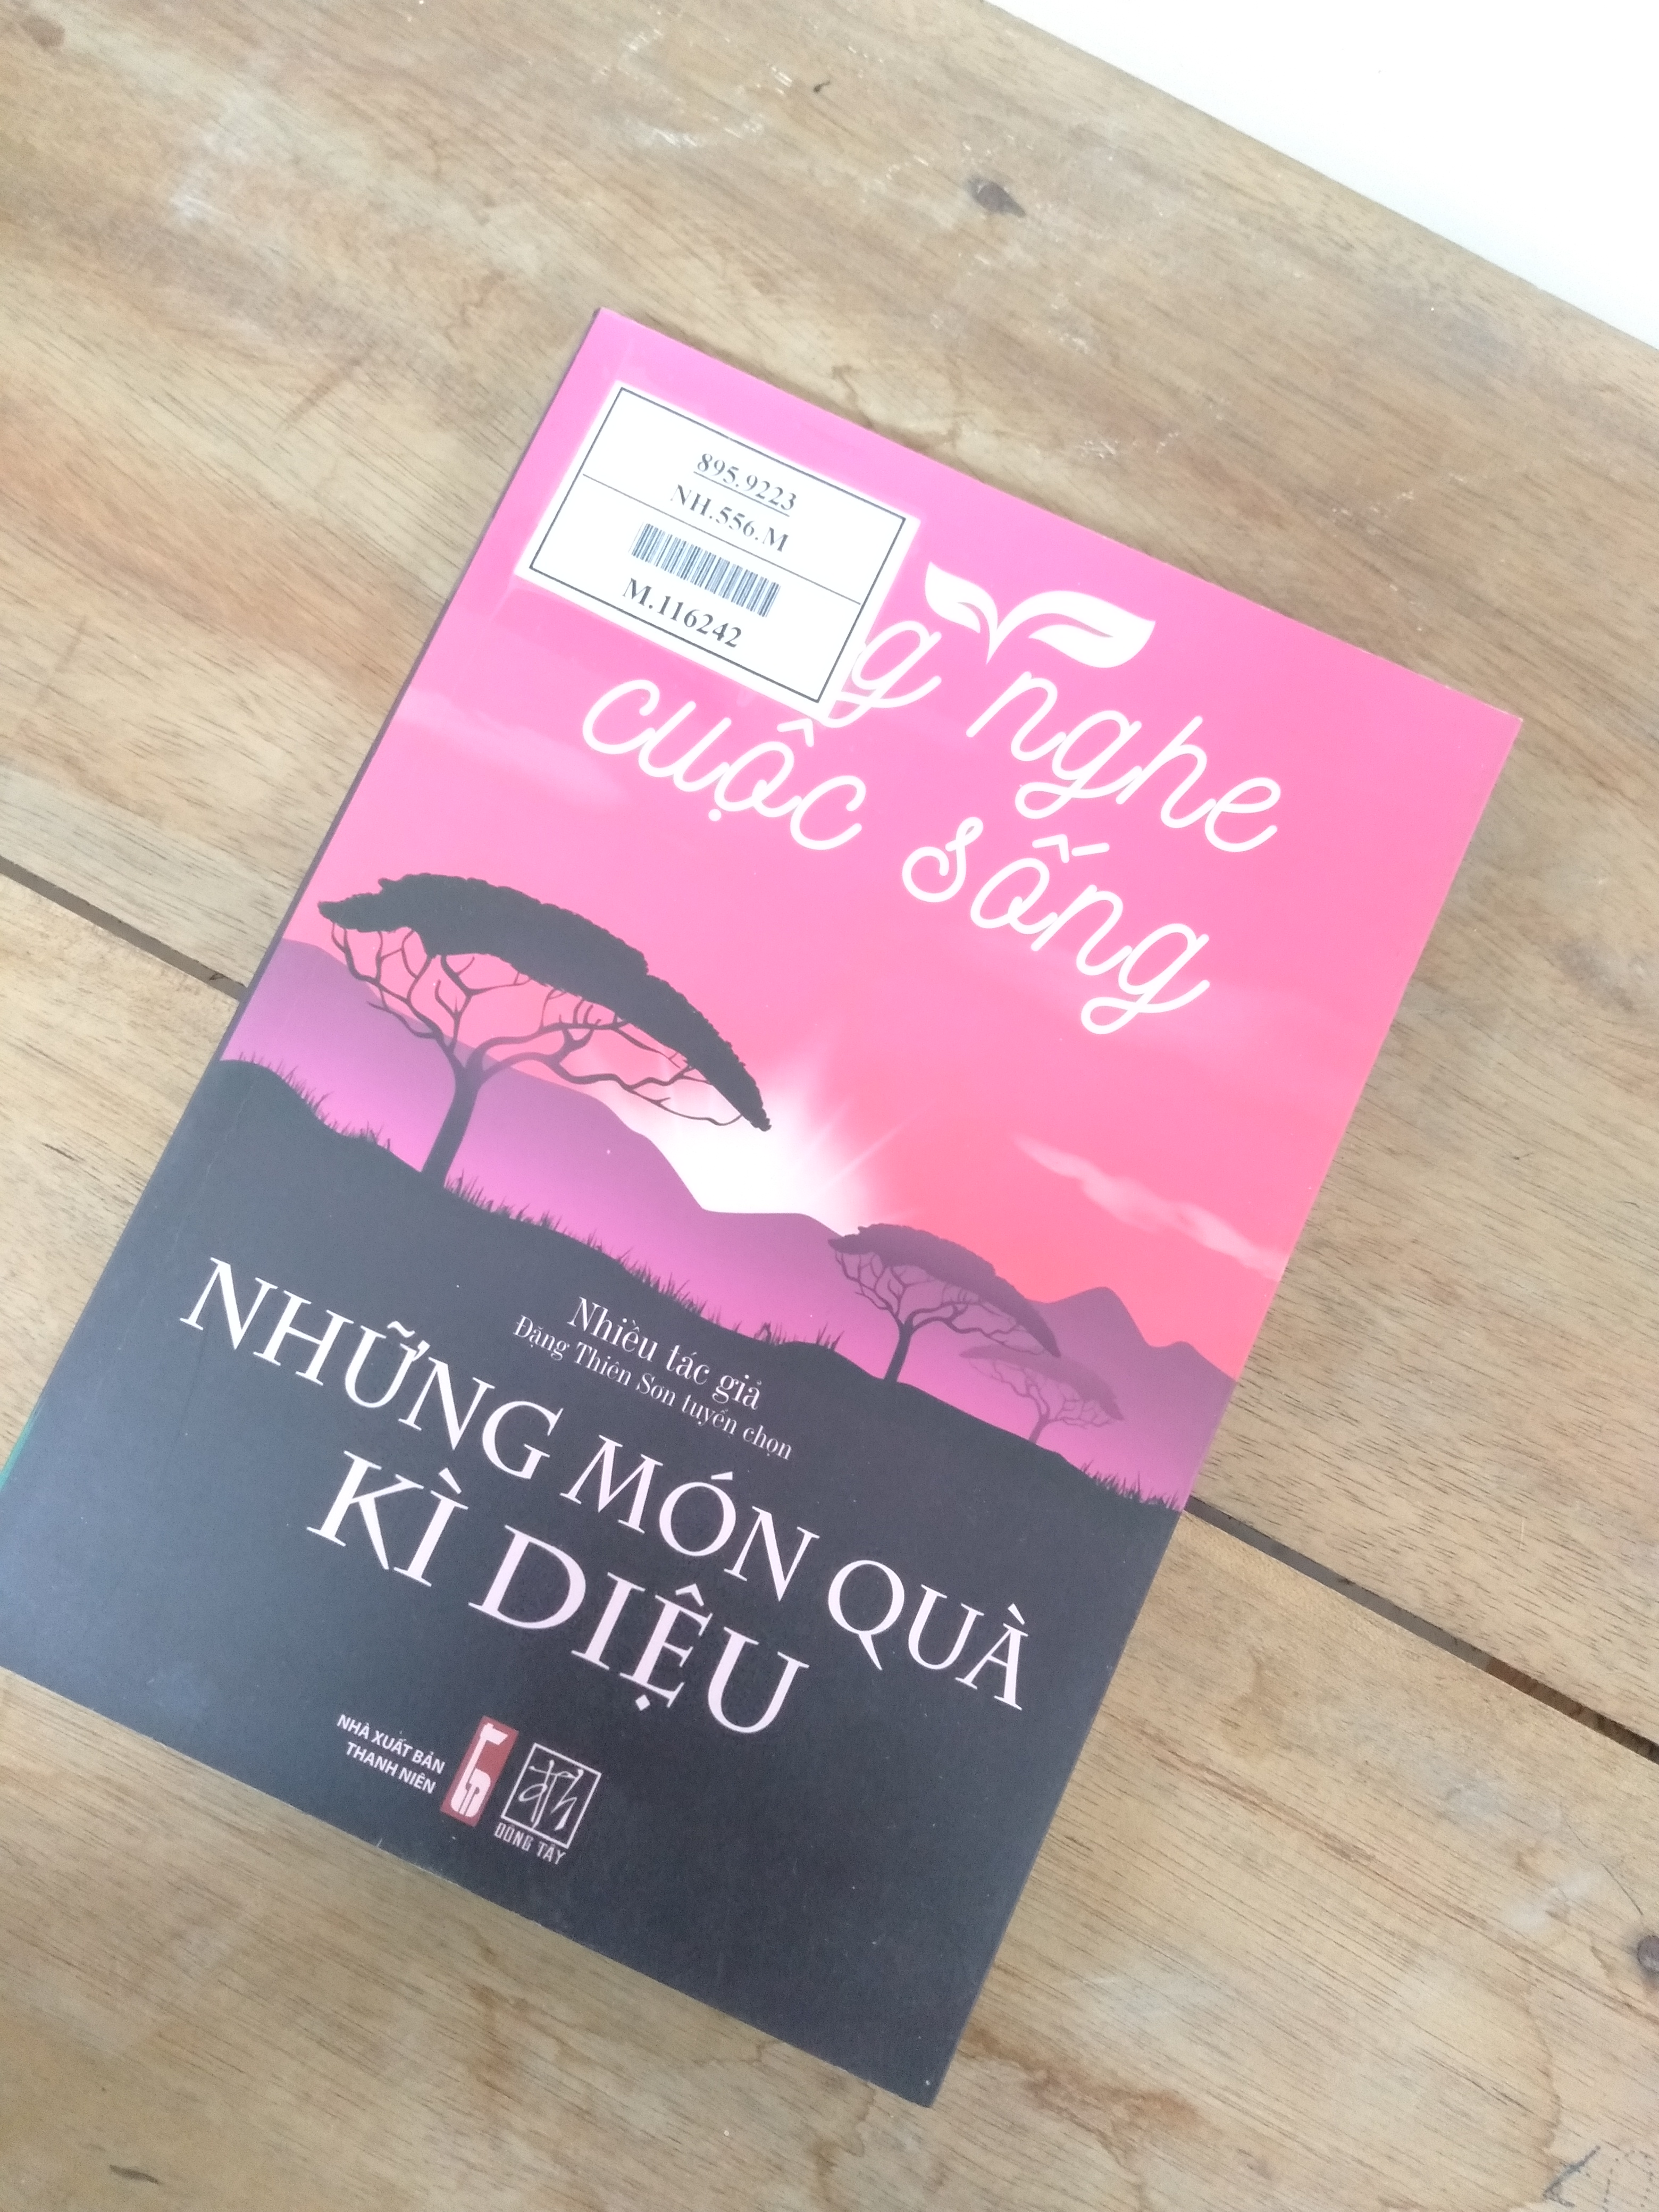 895.9223
NH.556.M
M.116242
g nghe
cuộc sống
Nhiều tác giả
Đặng Thiên Sơn tuyển chọn
NHỮNG MÓN QUÀ
KÌ DIỆU
NHÀ XUẤT BẢN
THANH NIÊN
ĐÔNG TÂY